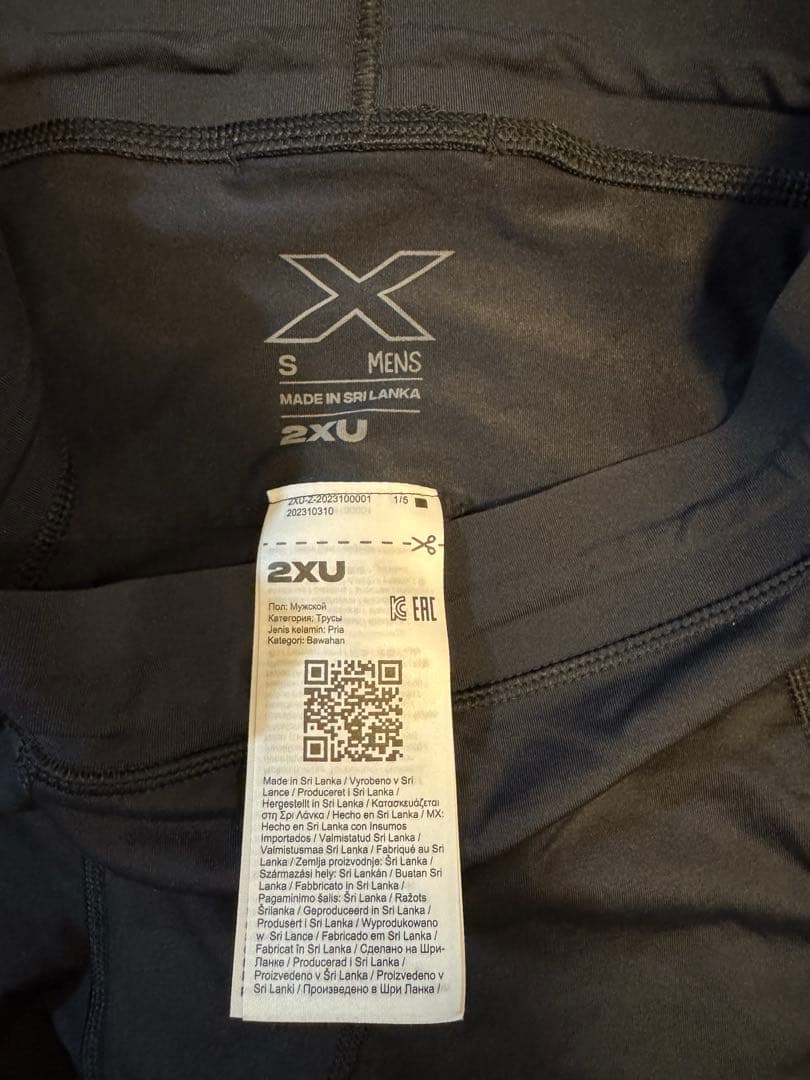 X
S MENS
MADE IN SRI LANKA
2XU
2XU-Z-2023100001 1/5
202310310
2XU
Пол: Мужской
Категория: Трусы
Jenis kelamin: Pria
Kategori: Bawahan
EAC
Made in Sri Lanka / Vyrobeno v Sri
Lance / Produceret i Sri Lanka /
Hergestellt in Sri Lanka / Κατασκευάζεται
στη Σρι Λάνκα / Hecho en Sri Lanka / MX:
Hecho en Sri Lanka con Insumos
Importados / Valmistatud Sri Lanka /
Valmistusmaa Sri Lanka / Fabriqué au Sri
Lanka / Zemlja proizvodnje: Šri Lanka /
Származási hely: Sri Lankán / Buatan Sri
Lanka / Fabbricato in Sri Lanka /
Pagaminimo šalis: Šri Lanka / Ražots
Šrilanka / Geproduceerd in Sri Lanka /
Produsert i Sri Lanka / Wyprodukowano
w Sri Lance / Fabricado em Sri Lanka /
Fabricat în Sri Lanka / Сделано на Шри-
Ланке / Producerad i Sri Lanka /
Proizvedeno v Šri Lanka / Proizvedeno v
Šri Lanki / Произведено в Шри Ланка /